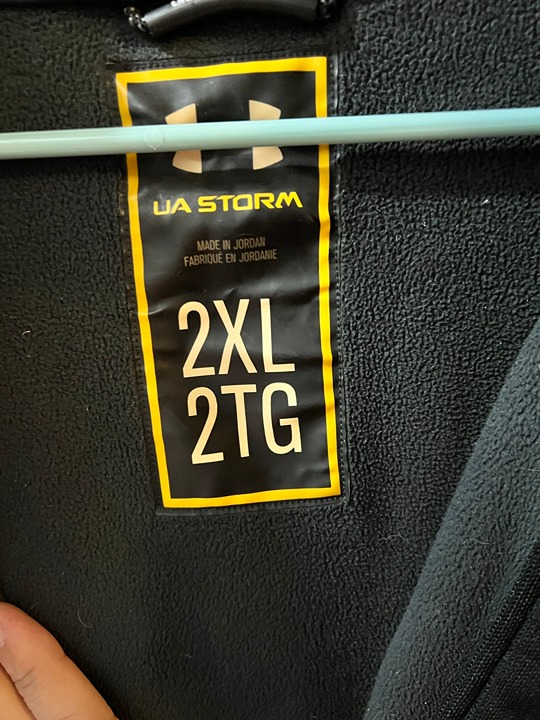 UA STORM
MADE IN JORDAN
FABRIQUÉ EN JORDANIE
2XL
2TG